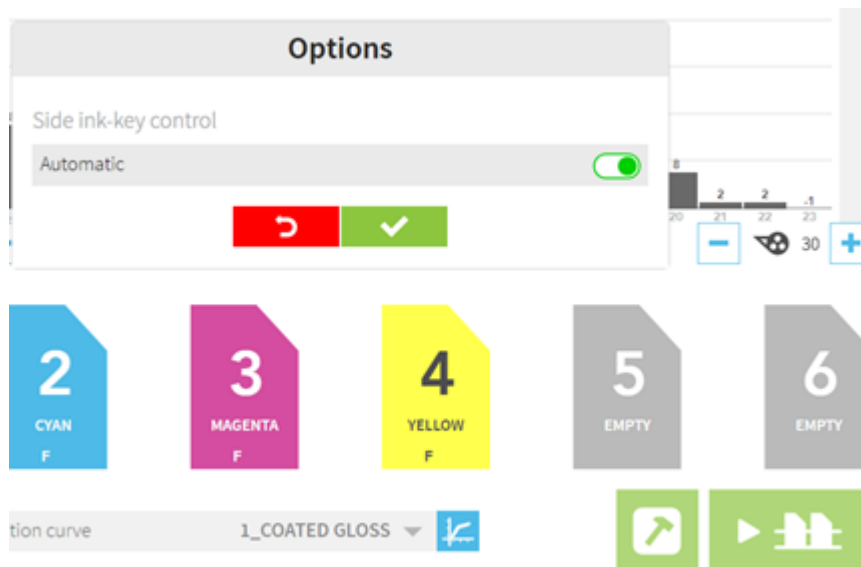 Options
Side ink-key control
Automatic
8
2 2 -1
20 21 22 23
30
2 3 4 5 6
CYAN MAGENTA YELLOW EMPTY EMPTY
F F F
tion curve 1_COATED GLOSS